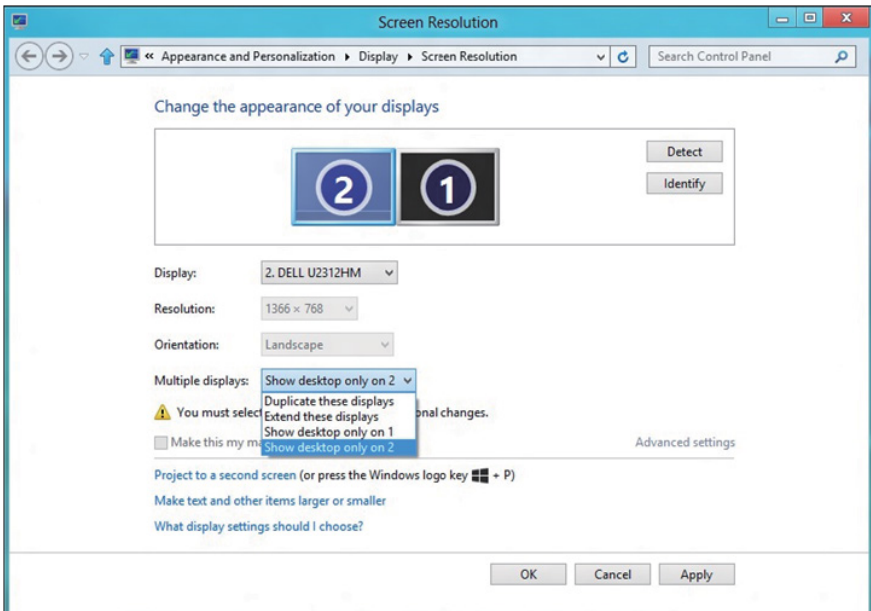 Screen Resolution
« Appearance and Personalization ▸ Display ▸ Screen Resolution Search Control Panel
Change the appearance of your displays
2 1
Detect
Identify
Display: 2. DELL U2312HM
Resolution: 1366 × 768
Orientation: Landscape
Multiple displays: Show desktop only on 2
Duplicate these displays
You must select onal changes.
Extend these displays
Show desktop only on 1
Make this my m Advanced settings
Show desktop only on 2
Project to a second screen (or press the Windows logo key + P)
Make text and other items larger or smaller
What display settings should I choose?
OK Cancel Apply